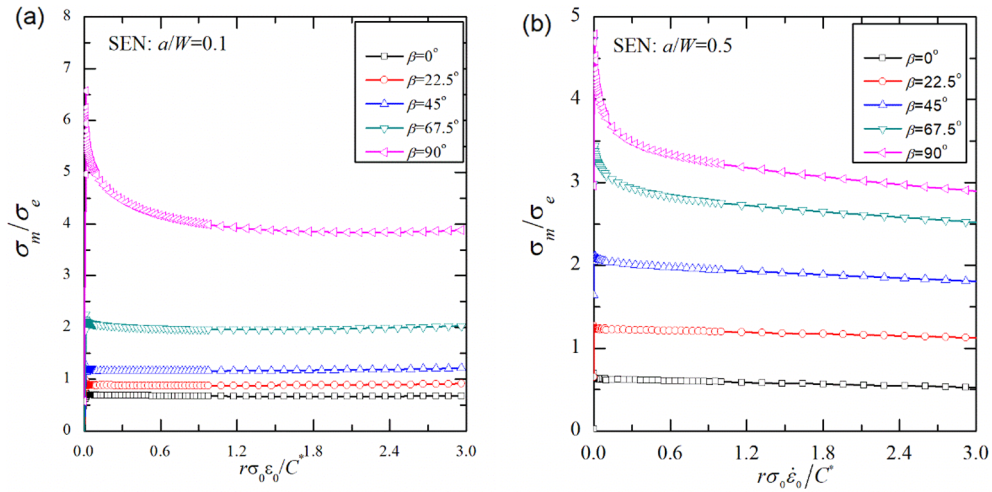 (a)
SEN: a/W=0.1
β=0°
β=22.5°
β=45°
β=67.5°
β=90°
8
7
6
5
4
3
2
1
0
σm/σe
0.0 0.6 1.2 1.8 2.4 3.0
rσ₀ε₀/C*
(b)
SEN: a/W=0.5
β=0°
β=22.5°
β=45°
β=67.5°
β=90°
5
4
3
2
1
0
σm/σe
0.0 0.6 1.2 1.8 2.4 3.0
rσ₀ε̇₀/C*